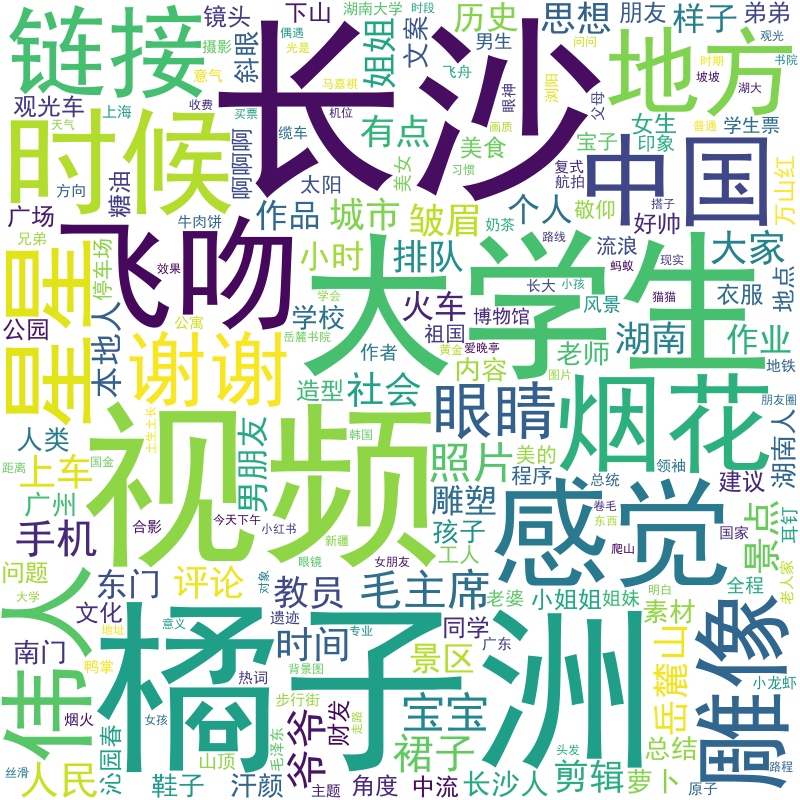 链接
镜头
下山
湖南大学
时段
历史
思想
朋友
样子
弟弟
长沙
摄影
斜眼
姐姐
文案
偶遇
男生
光是
问问
时期
观光
书院
意气
马嘉祺
飞舟
眼神
浏阳
父母
坡坡
湖大
地方
观光车
上海
收费
买票
机位
有点
画质
女生
普通
学生票
时候
天气
啊啊啊
缆车
美食
宝子
印象
中国
方向
糖油
太阳
美女
习惯
复式
航拍
搭子
万山红
广场
牛肉饼
作品
城市
皱眉
个人
敬仰
好帅
兄弟
停车场
飞吻
小时
排队
奶茶
路线
流浪
蚂蚁
现实
大家
星星
效果
大学生
长大
小孩
猫猫
衣服
地点
公园
本地人
公寓
学会
学校
火车
祖国
博物馆
风景
湖南
作业
谢谢
岳麓书院
作者
黄金
爱晚亭
老师
地铁
造型
社会
内容
图片
朋友圈
人类
土生土长
视频
韩国
眼睛
烟花
湖南人
距离
国金
上车
男朋友
照片
美的
程序
总统
领袖
建议
广州
手机
合影
今天下午
小红书
新疆
雕塑
感觉
卷毛
东西
国家
景点
耳钉
问题
眼镜
孩子
工人
爬山
老人家
伟人
大学
东门
评论
对象
教员
女朋友
毛主席
老婆
小姐姐
姐妹
明白
素材
全程
文化
地址
意义
遗迹
时间
专业
同学
广东
雕像
南门
鸭掌
热词
背景图
景区
岳麓山
橘子洲
烟火
沁园春
女孩
步行街
毛泽东
爷爷
财发
走路
宝宝
裙子
头发
总结
小龙虾
丝滑
人民
鞋子
山顶
汗颜
主题
角度
中流
长沙人
剪辑
萝卜
原子
路程